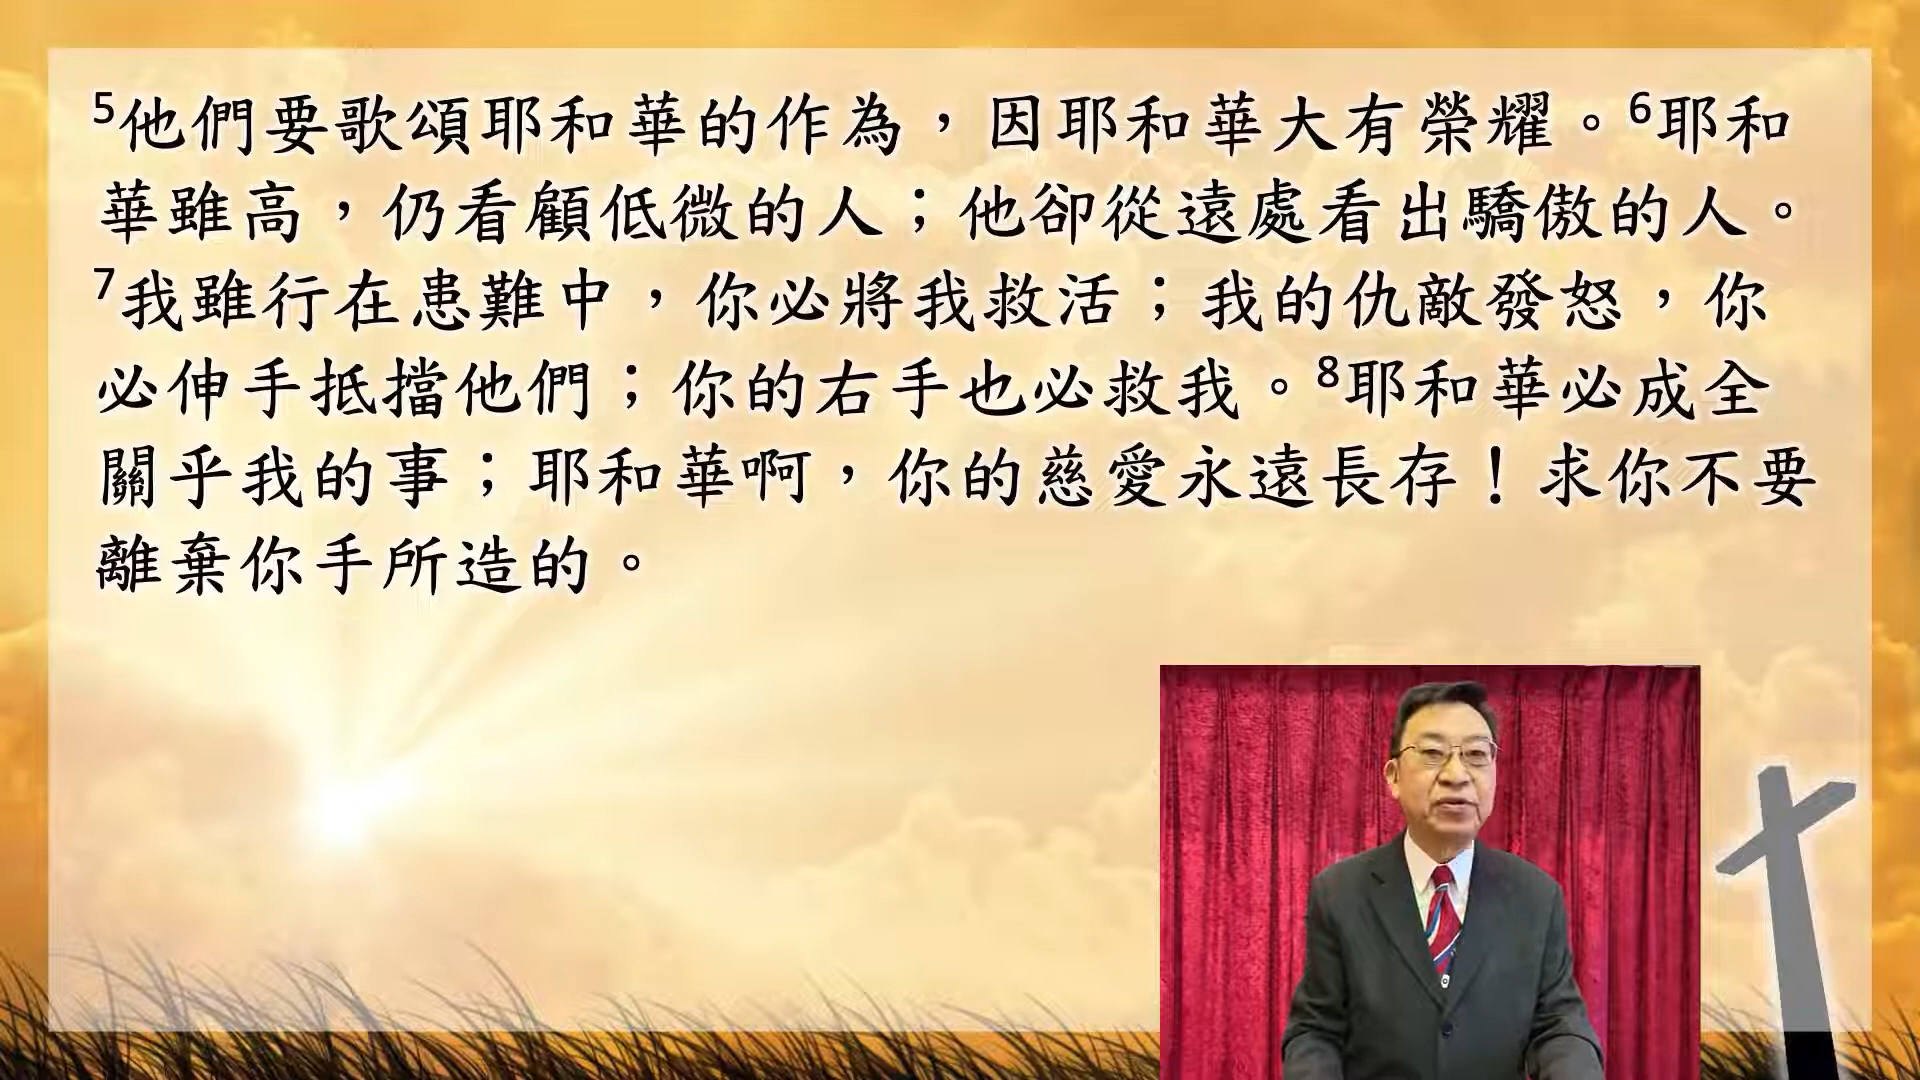 5他們要歌頌耶和華的作為，因耶和華大有榮耀。6耶和
華雖高，仍看顧低微的人；他卻從遠處看出驕傲的人。
7我雖行在患難中，你必將我救活；我的仇敵發怒，你
必伸手抵擋他們；你的右手也必救我。8耶和華必成全
關乎我的事；耶和華啊，你的慈愛永遠長存！求你不要
離棄你手所造的。